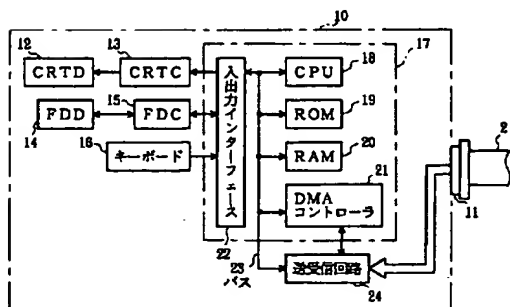 10
12
13
17
CRTD
CRTC
CPU
18
15
19
FDD
FDC
ROM
14
16
20
2
キーボード
RAM
入出力インターフェース
21
DMA
コントローラ
11
22
23
バス
送受信回路
24